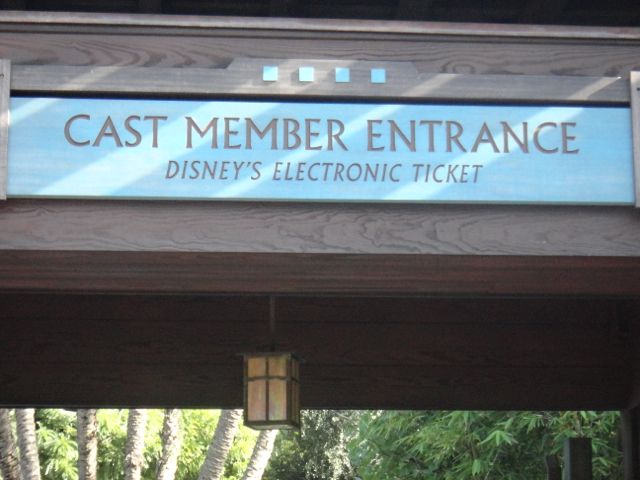 CAST MEMBER ENTRANCE
DISNEY'S ELECTRONIC TICKET